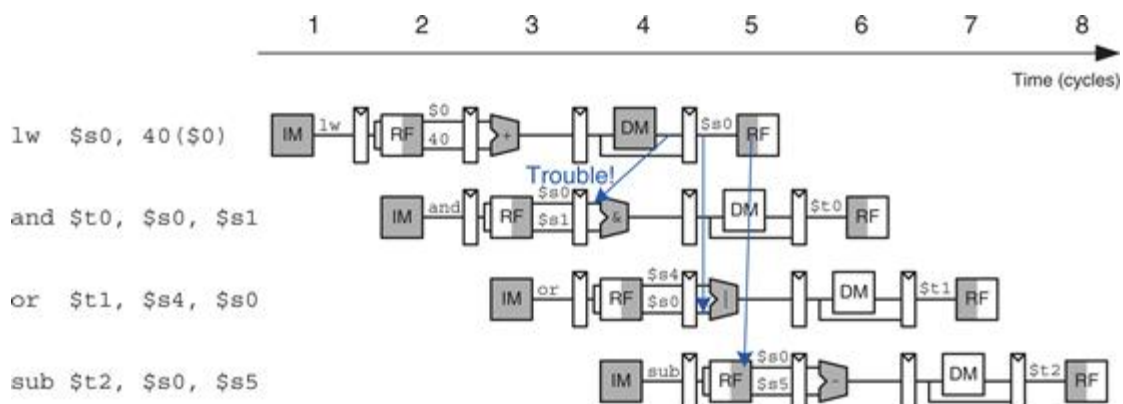 1 2 3 4 5 6 7 8
Time (cycles)
lw $s0, 40($0) IM lw RF $0 40 + DM $s0 RF
Trouble!
and $t0, $s0, $s1 IM and RF $s0 $s1 & DM $t0 RF
or $t1, $s4, $s0 IM or RF $s4 $s0 | DM $t1 RF
sub $t2, $s0, $s5 IM sub RF $s0 $s5 - DM $t2 RF